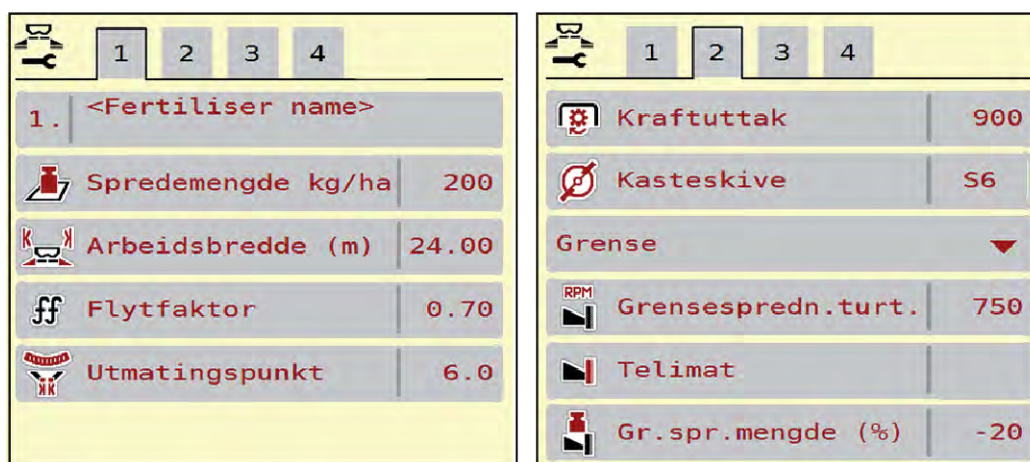 1 2 3 4
1. <Fertiliser name>
Spredemengde kg/ha 200
Arbeidsbredde (m) 24.00
ff Flytfaktor 0.70
Utmatingspunkt 6.0
1 2 3 4
Kraftuttak 900
Kasteskive S6
Grense
RPM Grensespredn.turt. 750
Telimat
Gr.spr.mengde (%) -20